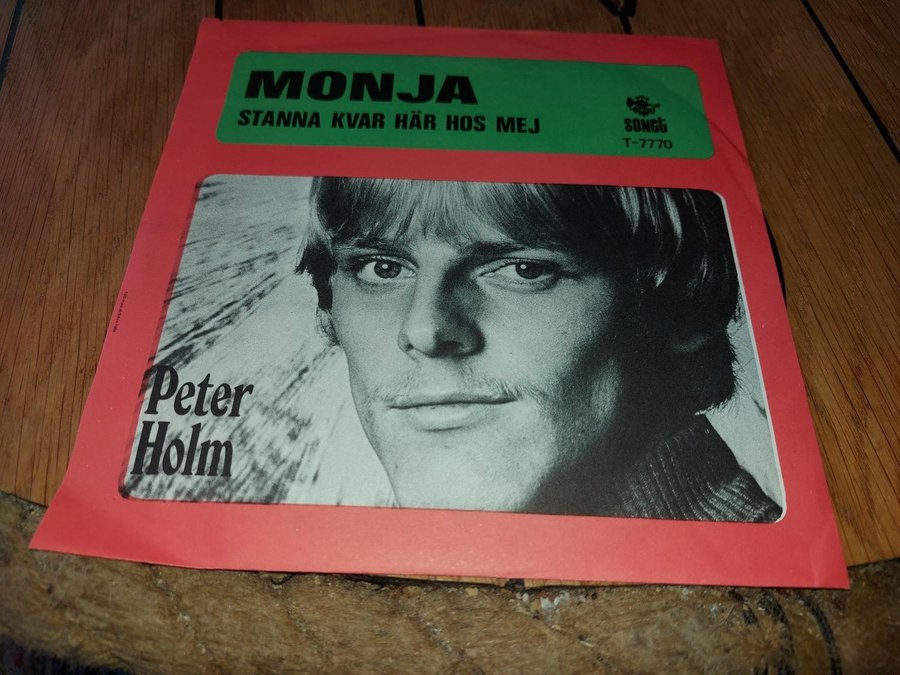 MONJA
STANNA KVAR HÄR HOS MEJ
SONET
T-7770
Peter
Holm